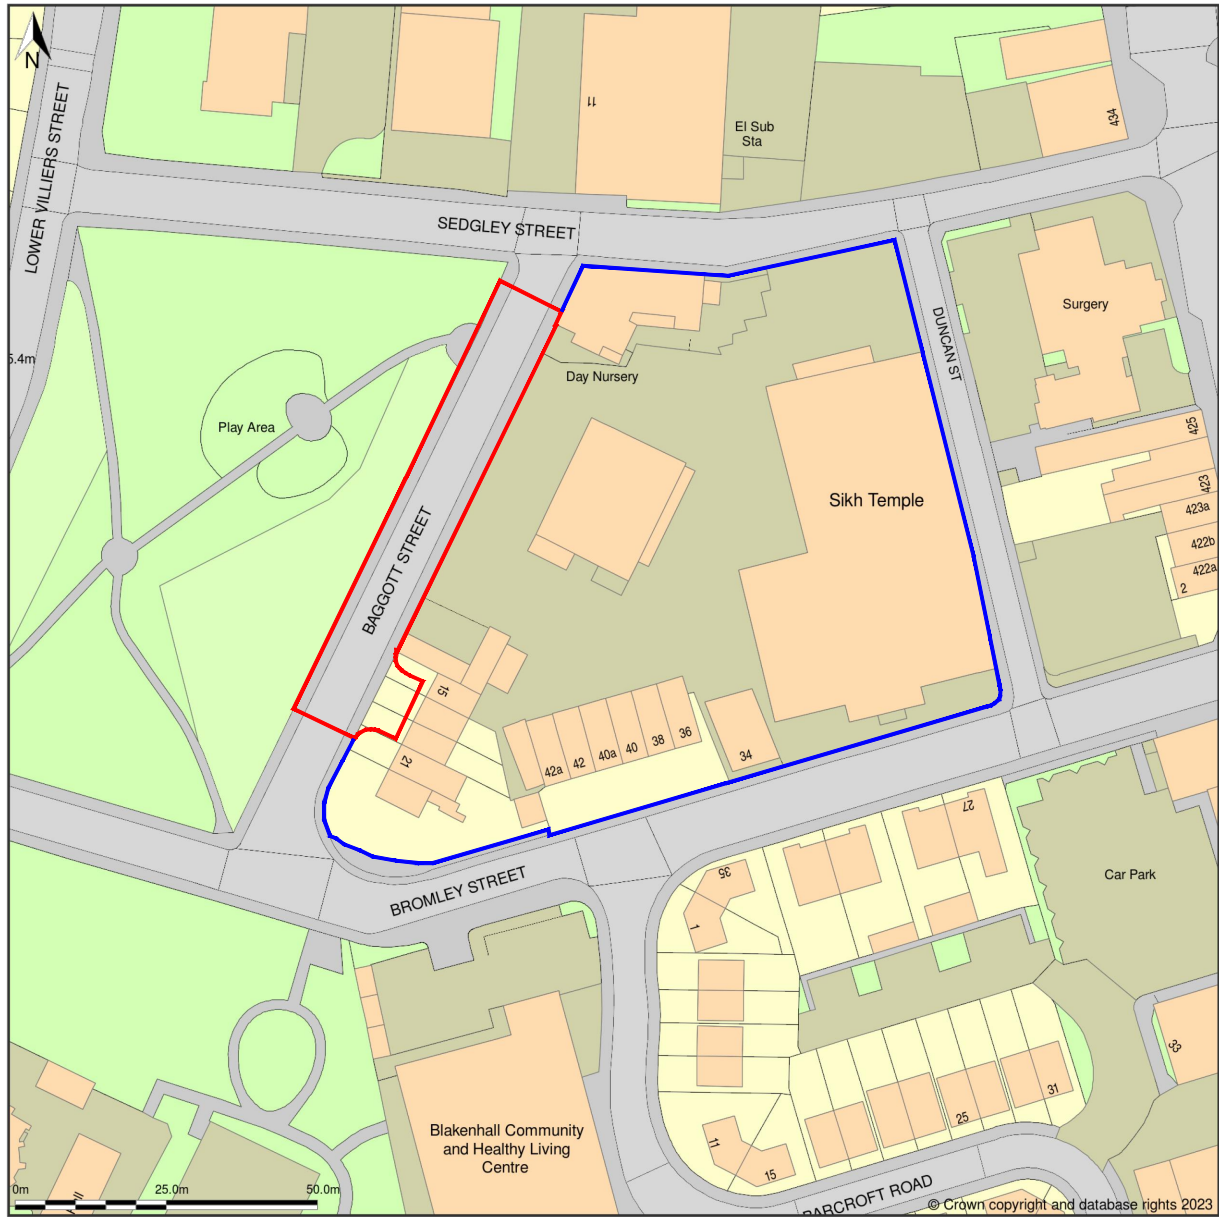 N
LOWER VILLIERS STREET
11
El Sub
Sta
434
SEDGLEY STREET
DUNCAN ST
Surgery
5.4m
Day Nursery
Play Area
425
423
423a
422b
422a
2
Sikh Temple
BAGGOTT STREET
15
21
42a
42
40a
40
38
36
34
27
35
1
Car Park
BROMLEY STREET
33
31
25
11
15
Blakenhall Community
and Healthy Living
Centre
0m
25.0m
50.0m
BARCROFT ROAD
© Crown copyright and database rights 2023